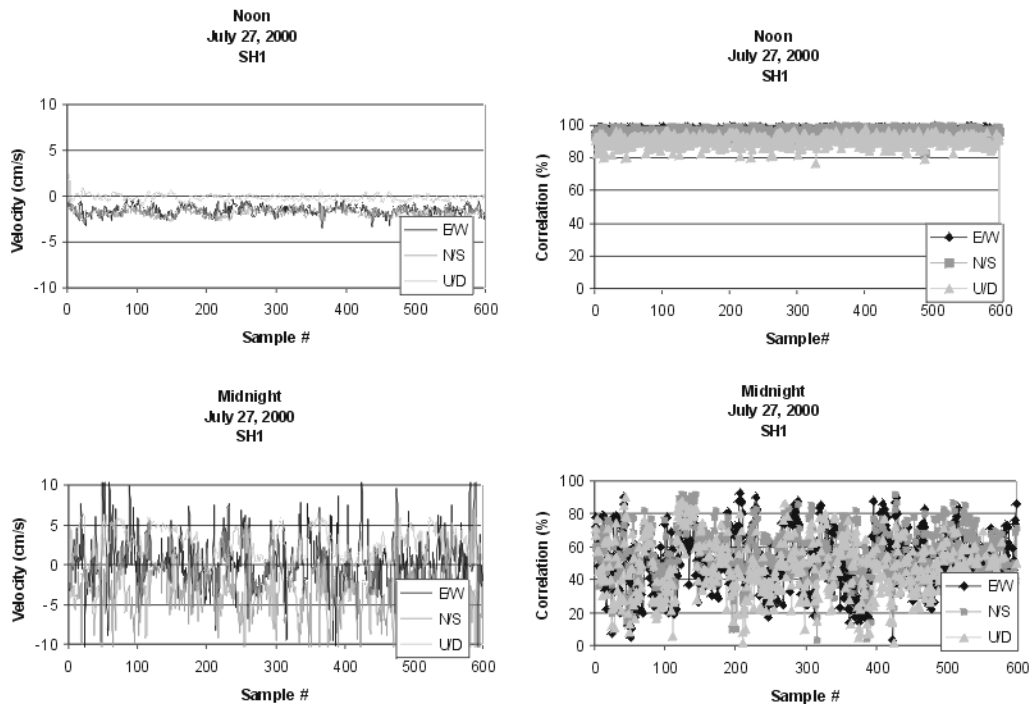 Noon
July 27, 2000
SH1
Velocity (cm/s)
10
5
0
-5
-10
0 100 200 300 400 500 600
Sample #
E/W
N/S
U/D
Noon
July 27, 2000
SH1
Correlation (%)
100
80
60
40
20
0
0 100 200 300 400 500 600
Sample#
E/W
N/S
U/D
Midnight
July 27, 2000
SH1
Velocity (cm/s)
10
5
0
-5
-10
0 100 200 300 400 500 600
Sample #
E/W
N/S
U/D
Midnight
July 27, 2000
SH1
Correlation (%)
100
80
60
40
20
0
0 100 200 300 400 500 600
Sample #
E/W
N/S
U/D